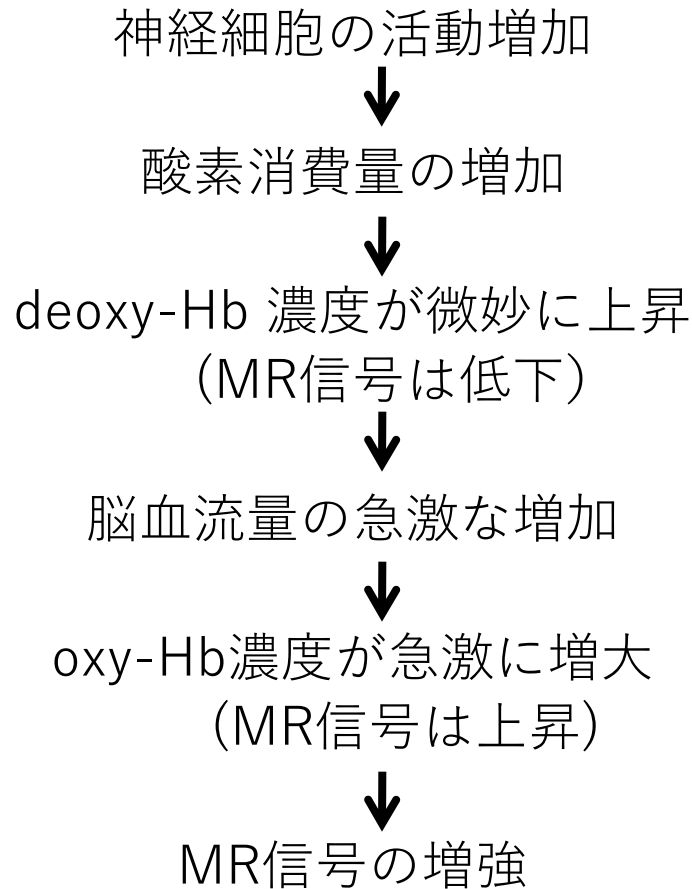 神経細胞の活動増加
酸素消費量の増加
deoxy-Hb 濃度が微妙に上昇
(MR信号は低下)
脳血流量の急激な増加
oxy-Hb濃度が急激に増大
(MR信号は上昇)
MR信号の増強